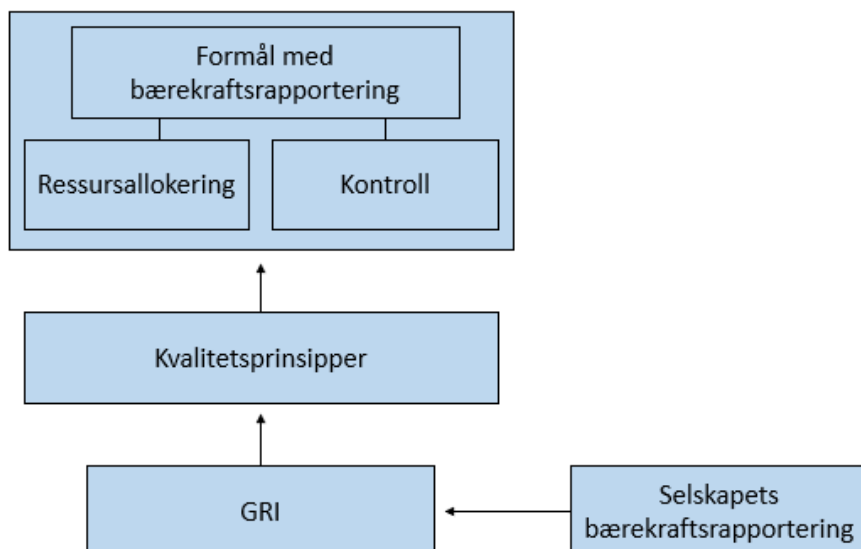 Formål med
bærekraftsrapportering
Ressursallokering
Kontroll
Kvalitetsprinsipper
GRI
Selskapets
bærekraftsrapportering